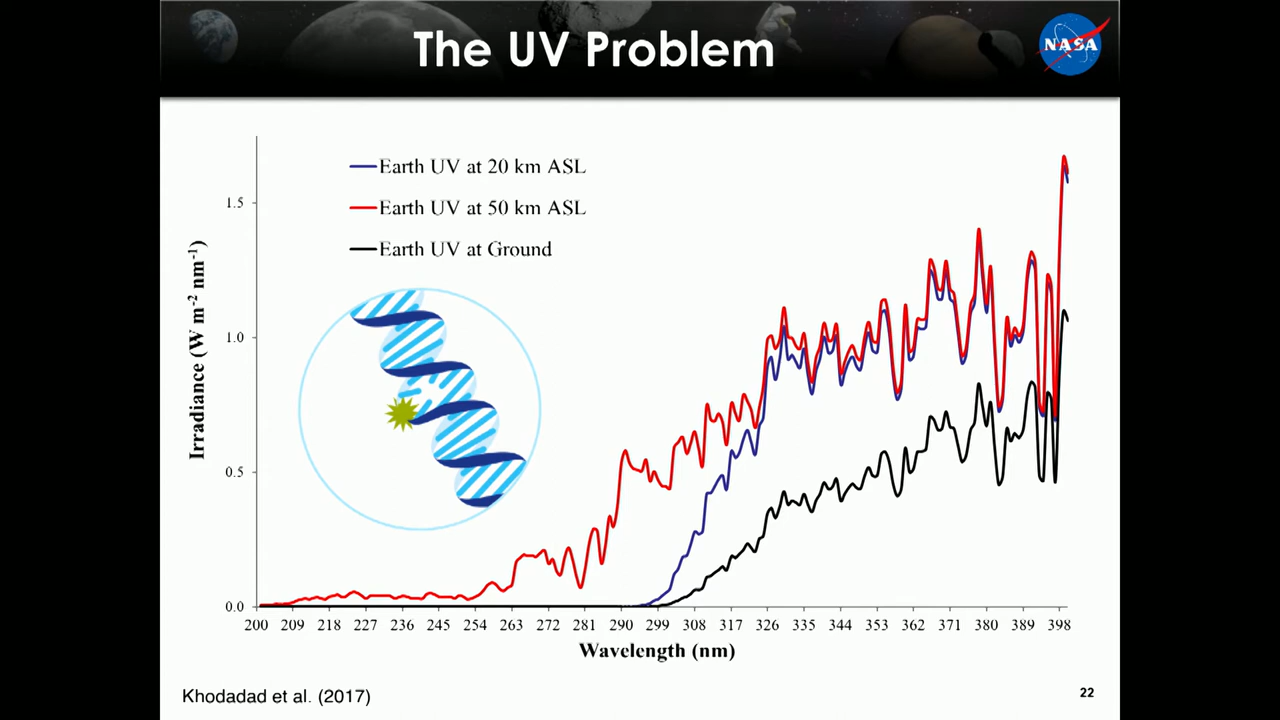 The UV Problem
NASA
Earth UV at 20 km ASL
Earth UV at 50 km ASL
Earth UV at Ground
Irradiance (W m⁻² nm⁻¹)
1.5
1.0
0.5
0.0
200 209 218 227 236 245 254 263 272 281 290 299 308 317 326 335 344 353 362 371 380 389 398
Wavelength (nm)
Khodadad et al. (2017)
22